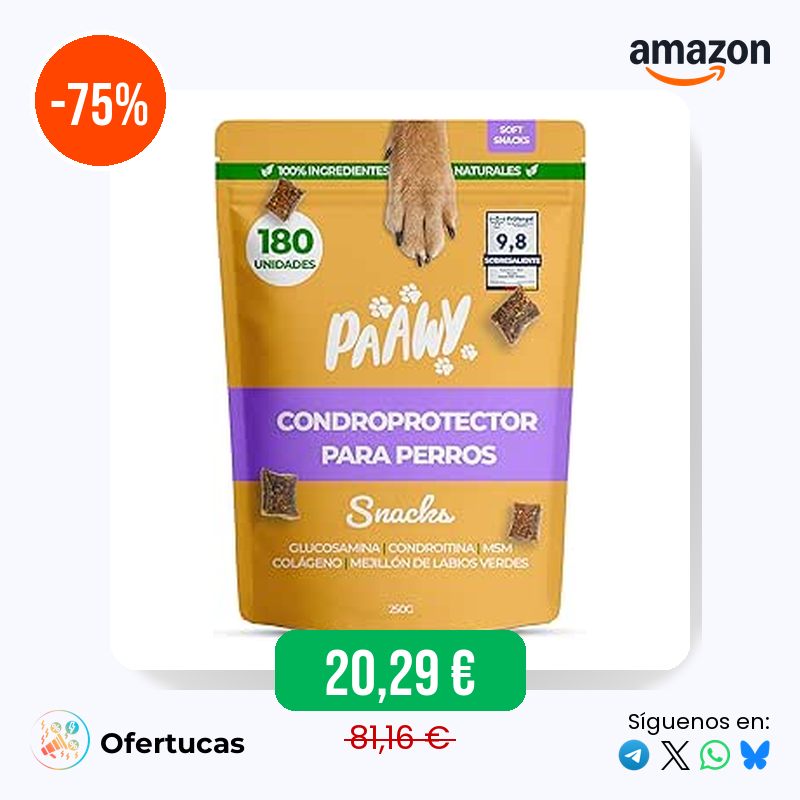 -75%
amazon
SOFT
SNACKS
100% INGREDIENTES NATURALES
180
UNIDADES
9,8
SOBRESALIENTE
PAAWY
CONDROPROTECTOR
PARA PERROS
Snacks
GLUCOSAMINA | CONDROITINA | MSM
COLÁGENO | MEJILLÓN DE LABIOS VERDES
250G
20,29 €
81,16 €
Ofertucas
Síguenos en: